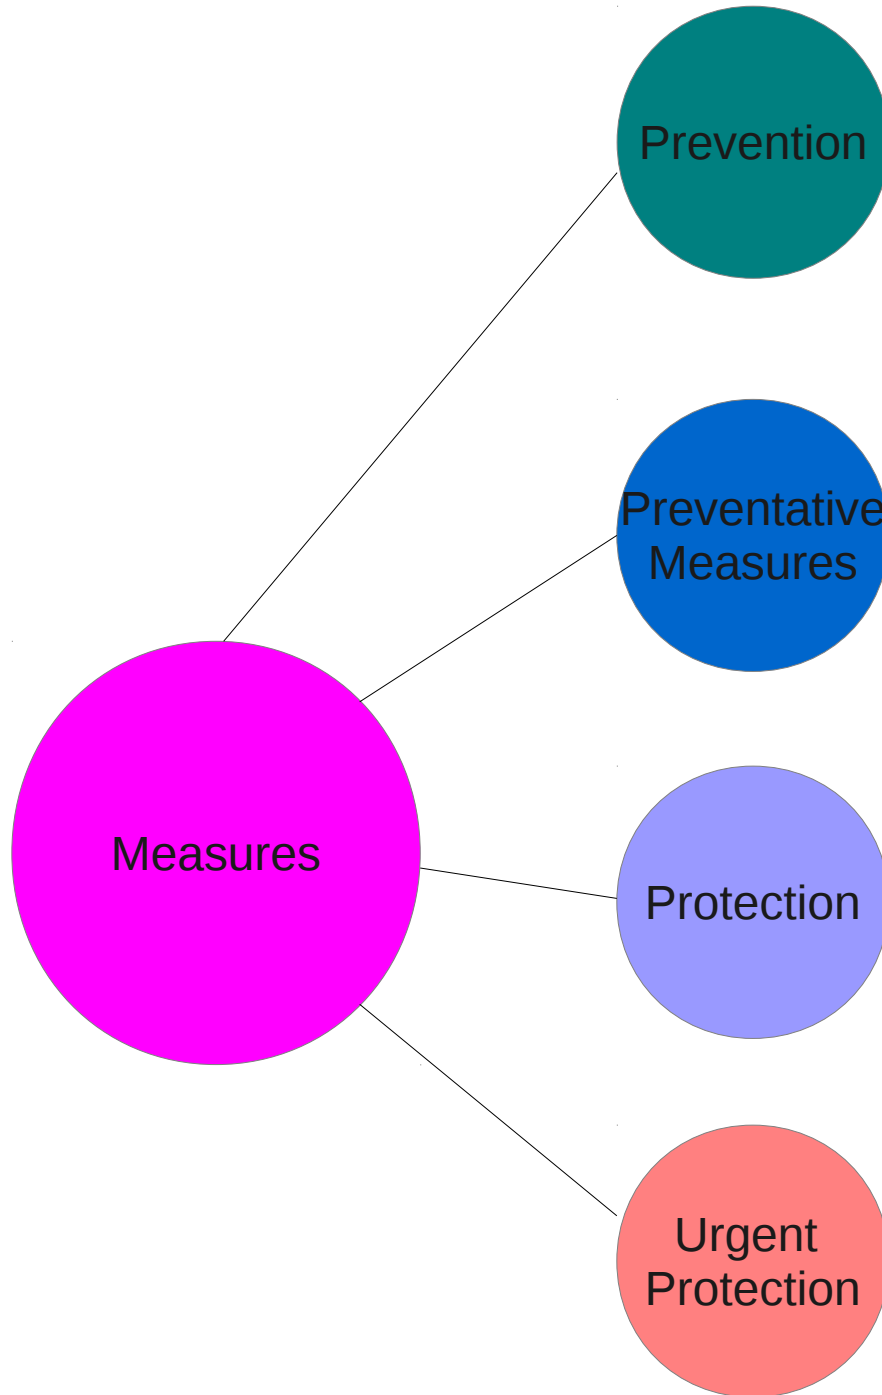 Prevention
Preventative
Measures
Measures
Protection
Urgent
Protection